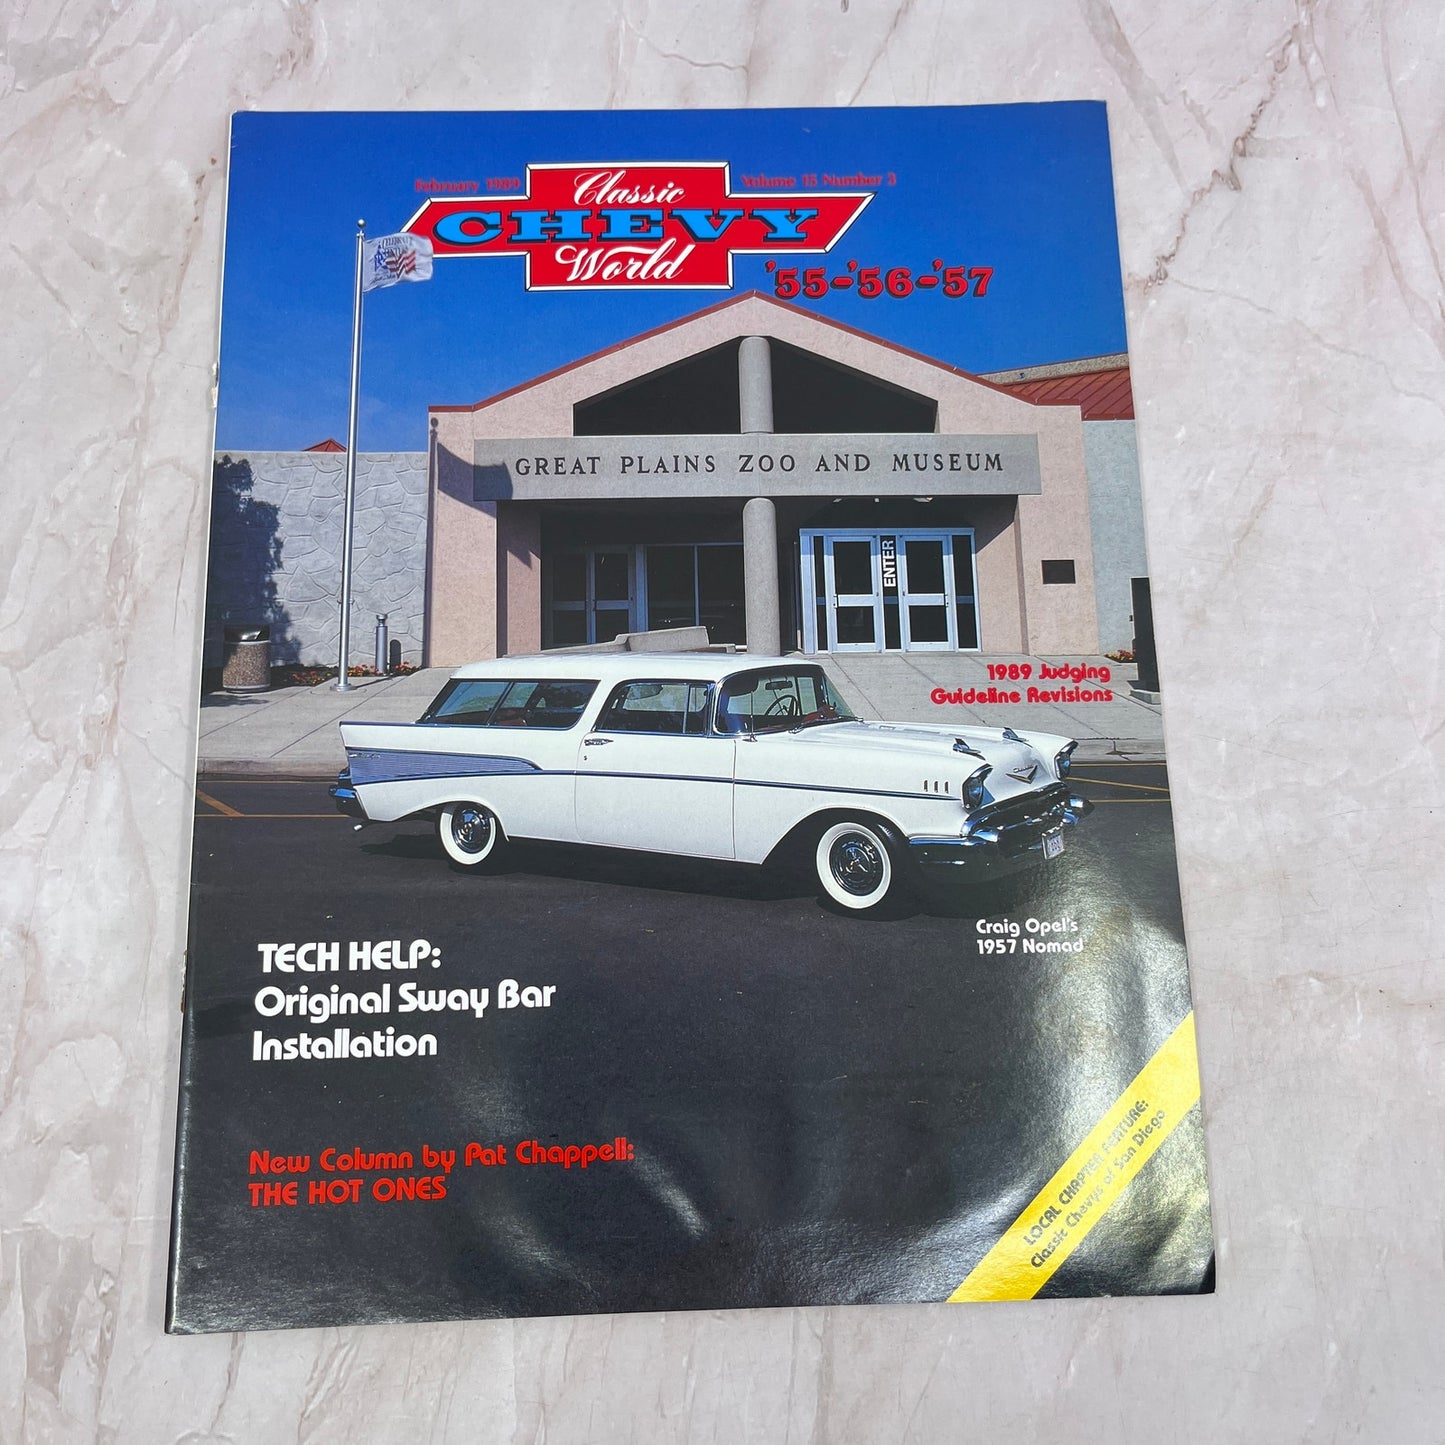 February 1989
Volume 15 Number 3
Classic
CHEVY
World
'55-'56-'57
CELEBRATE
GREAT PLAINS ZOO AND MUSEUM
ENTER
1989 Judging
Guideline Revisions
Craig Opel's
1957 Nomad
TECH HELP:
Original Sway Bar
Installation
New Column by Pat Chappell:
THE HOT ONES
LOCAL CHAPTER FEATURE:
Classic Chevys of San Diego